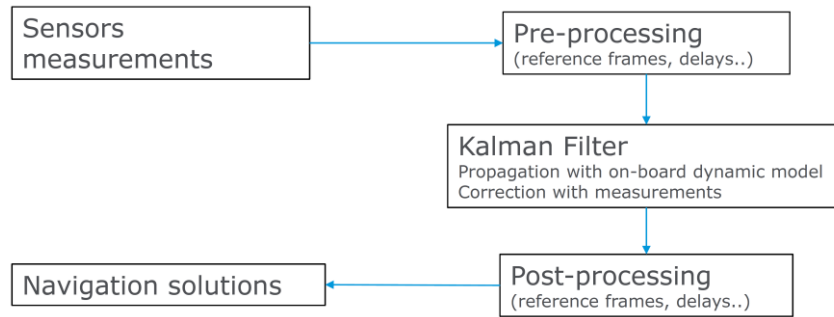 Sensors
measurements
Pre-processing
(reference frames, delays..)
Kalman Filter
Propagation with on-board dynamic model
Correction with measurements
Post-processing
(reference frames, delays..)
Navigation solutions